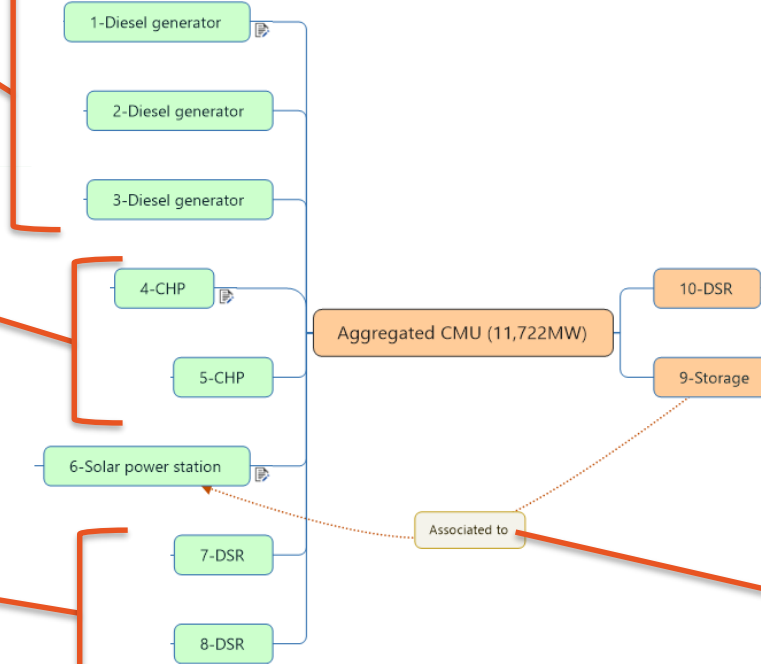 1-Diesel generator
2-Diesel generator
3-Diesel generator
4-CHP
5-CHP
6-Solar power station
7-DSR
8-DSR
Aggregated CMU (11,722MW)
10-DSR
9-Storage
Associated to